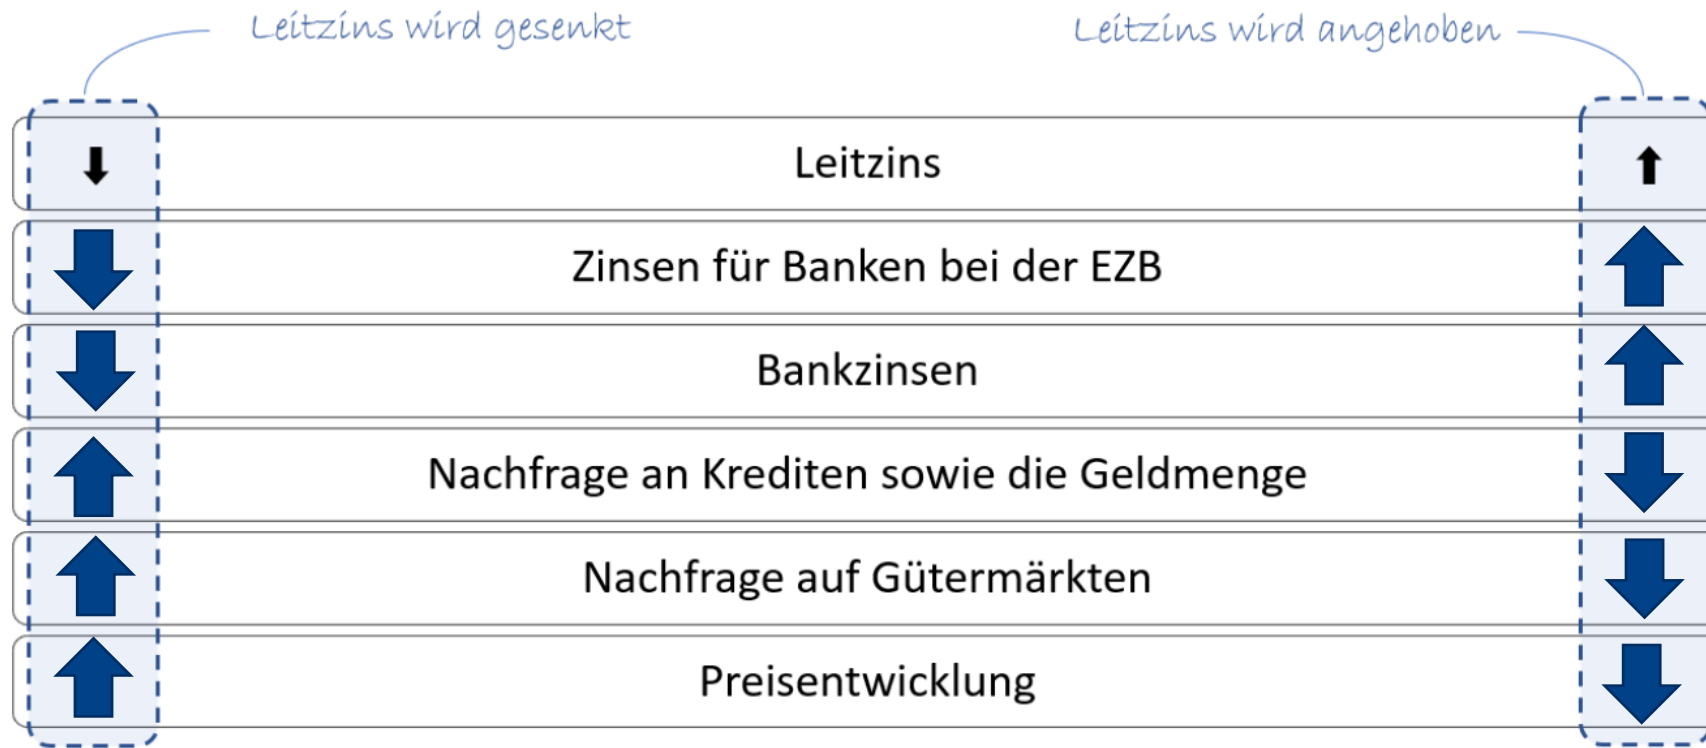 Leitzins wird gesenkt
Leitzins wird angehoben
Leitzins
Zinsen für Banken bei der EZB
Bankzinsen
Nachfrage an Krediten sowie die Geldmenge
Nachfrage auf Gütermärkten
Preisentwicklung